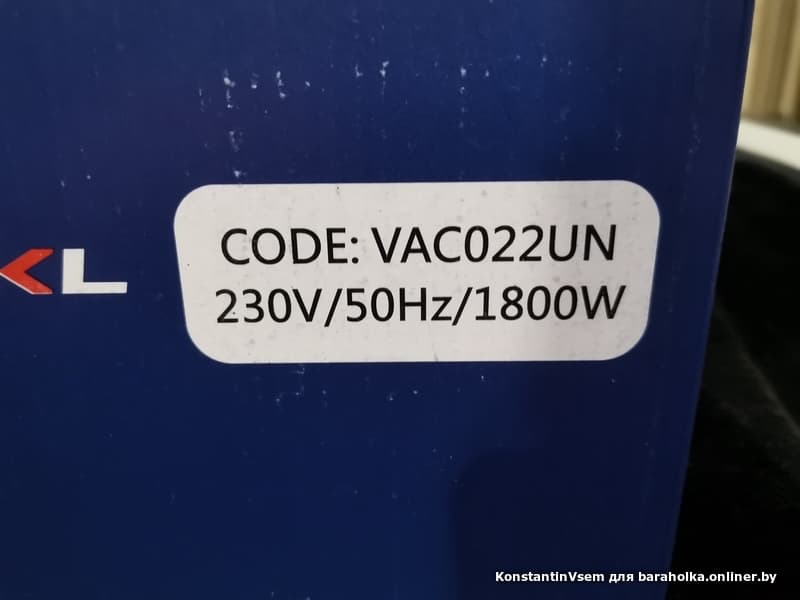 CODE: VAC022UN
230V/50Hz/1800W
KonstantinVsem для baraholka.onliner.by